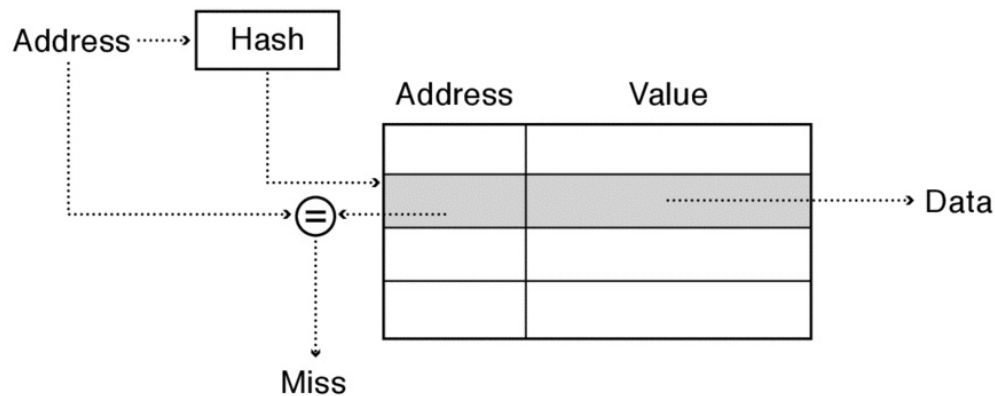 Address
Hash
Address Value
=
Data
Miss